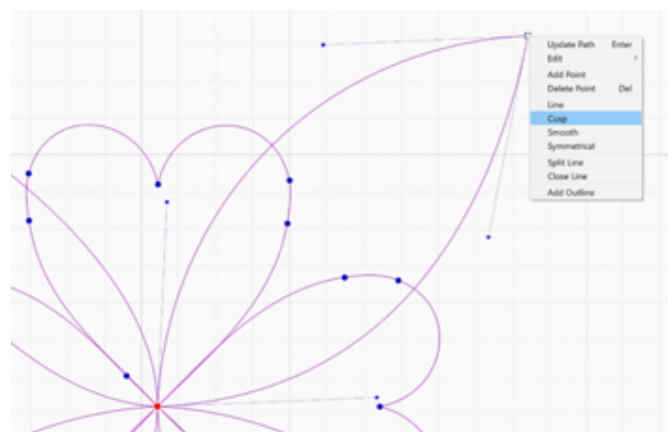 Update Path Enter
Edit
Add Point
Delete Point Del
Line
Cusp
Smooth
Symmetrical
Split Line
Close Line
Add Outline